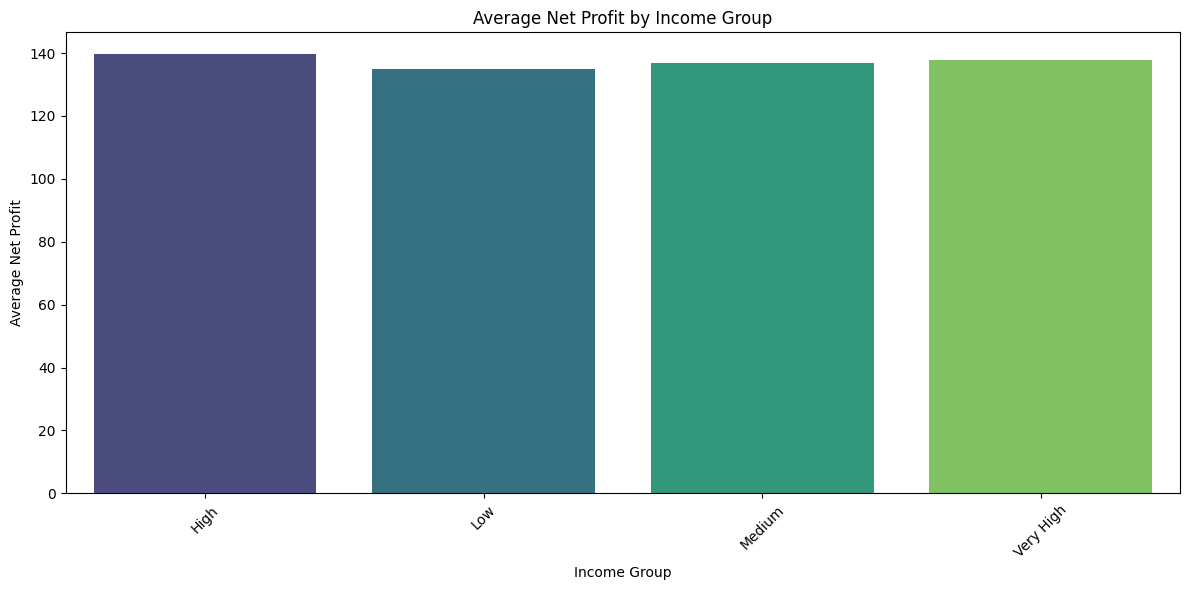 Average Net Profit by Income Group
Average Net Profit
140
120
100
80
60
40
20
0
High
Low
Medium
Very High
Income Group